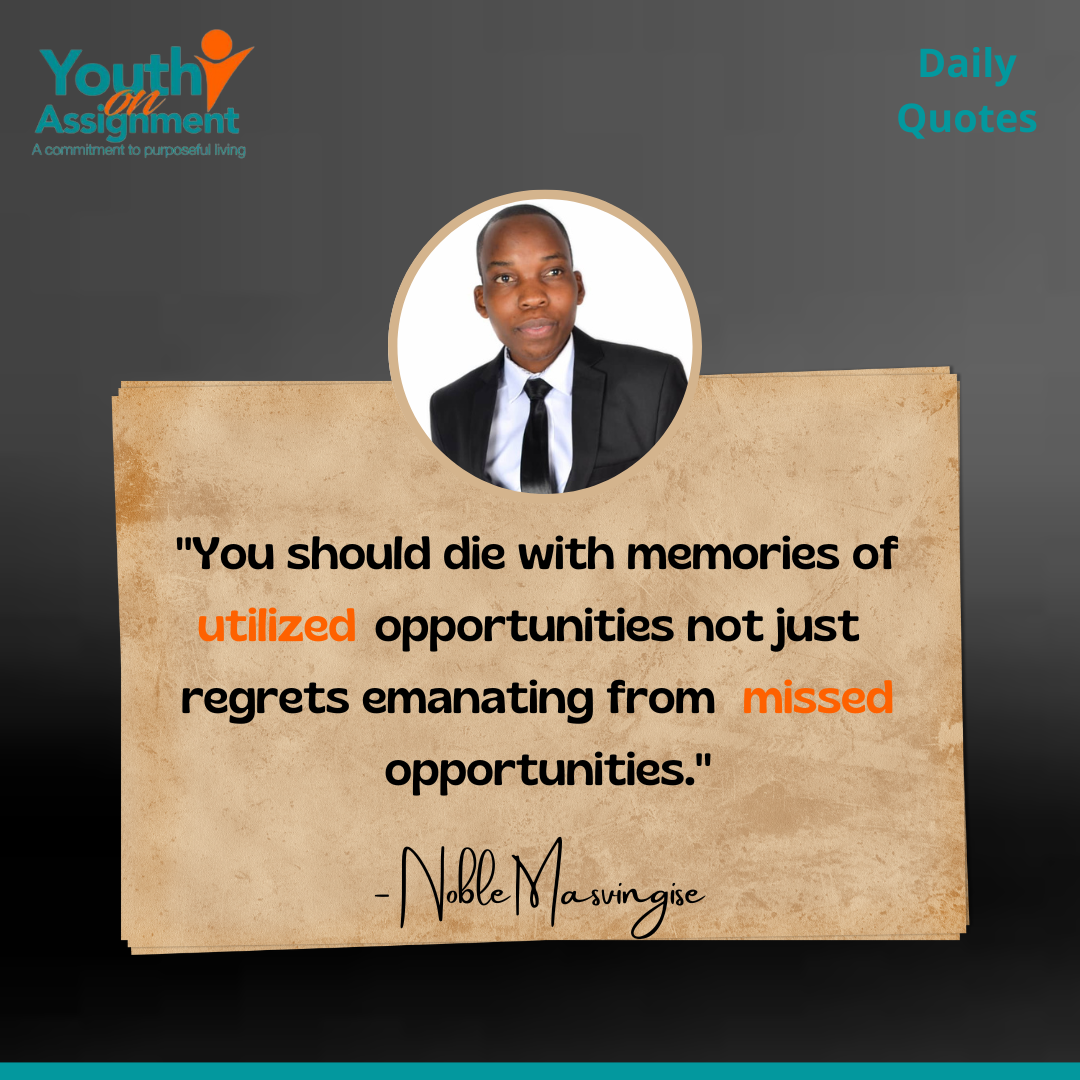 Youth
on
Assignment
A commitment to purposeful living
Daily
Quotes
"You should die with memories of
utilized opportunities not just
regrets emanating from missed
opportunities."
- Noble Masvingise